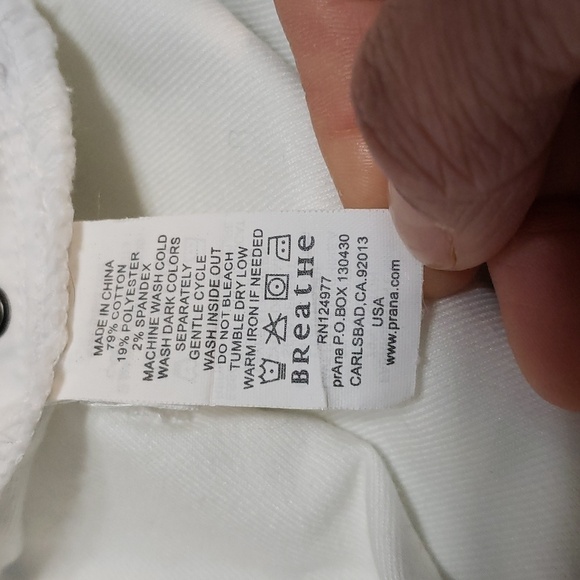 MADE IN CHINA
79% COTTON
19% POLYESTER
2% SPANDEX
MACHINE WASH COLD
WASH DARK COLORS
SEPARATELY
GENTLE CYCLE
WASH INSIDE OUT
DO NOT BLEACH
TUMBLE DRY LOW
WARM IRON IF NEEDED
BReatHe
RN124977
prAna P.O. BOX 130430
CARLSBAD, CA. 92013
USA
www.prana.com